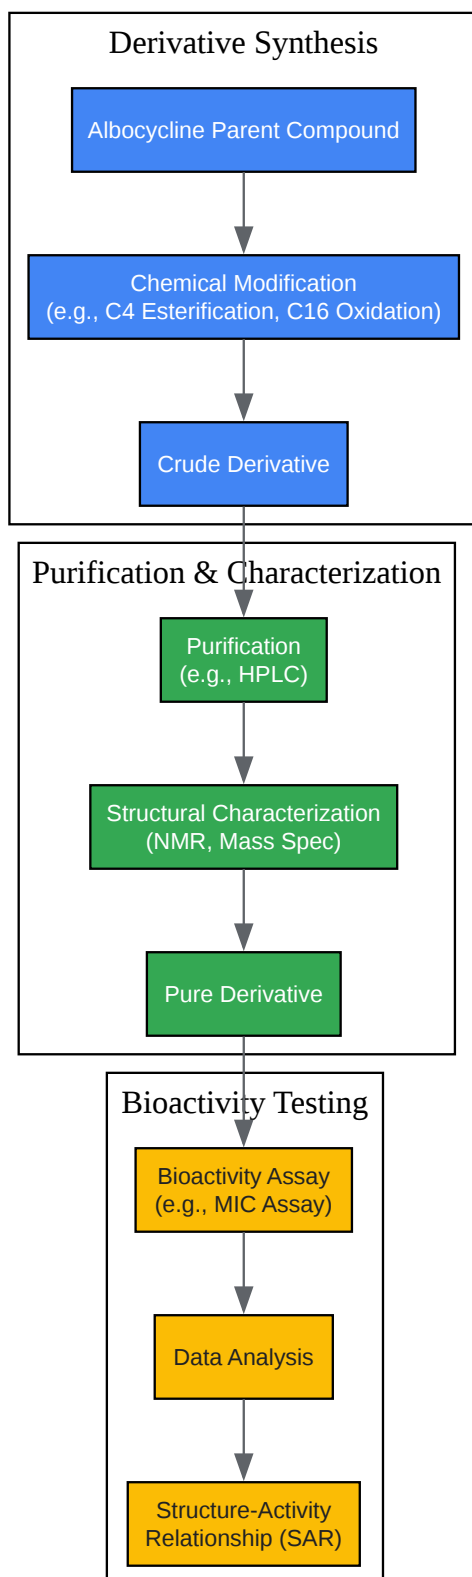 Derivative Synthesis
Albocycline Parent Compound
Chemical Modification
(e.g., C4 Esterification, C16 Oxidation)
Crude Derivative
Purification & Characterization
Purification
(e.g., HPLC)
Structural Characterization
(NMR, Mass Spec)
Pure Derivative
Bioactivity Testing
Bioactivity Assay
(e.g., MIC Assay)
Data Analysis
Structure-Activity
Relationship (SAR)